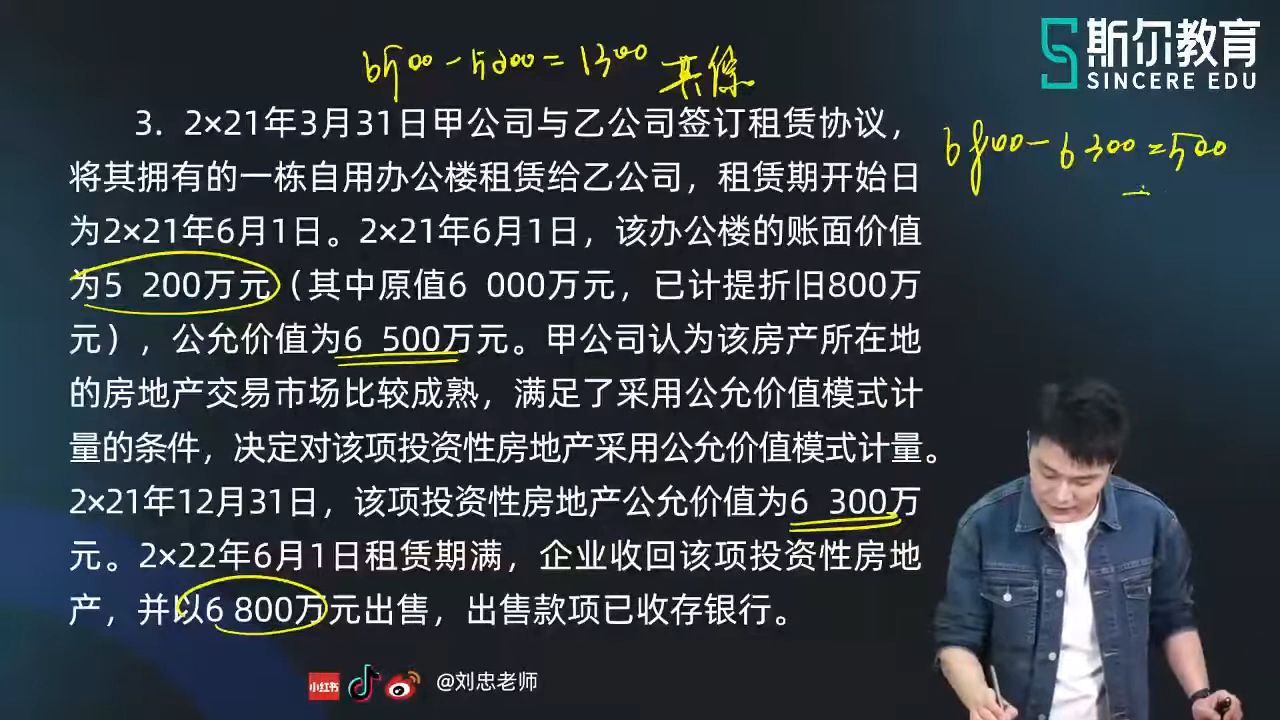 斯尔教育
SINCERE EDU
6500-5200=1300 其综
6800-6300=500
3. 2×21年3月31日甲公司与乙公司签订租赁协议，
将其拥有的一栋自用办公楼租赁给乙公司，租赁期开始日
为2×21年6月1日。2×21年6月1日，该办公楼的账面价值
为5 200万元（其中原值6 000万元，已计提折旧800万
元），公允价值为6 500万元。甲公司认为该房产所在地
的房地产交易市场比较成熟，满足了采用公允价值模式计
量的条件，决定对该项投资性房地产采用公允价值模式计量。
2×21年12月31日，该项投资性房地产公允价值为6 300万
元。2×22年6月1日租赁期满，企业收回该项投资性房地
产，并以6 800万元出售，出售款项已收存银行。
小红书 @刘忠老师